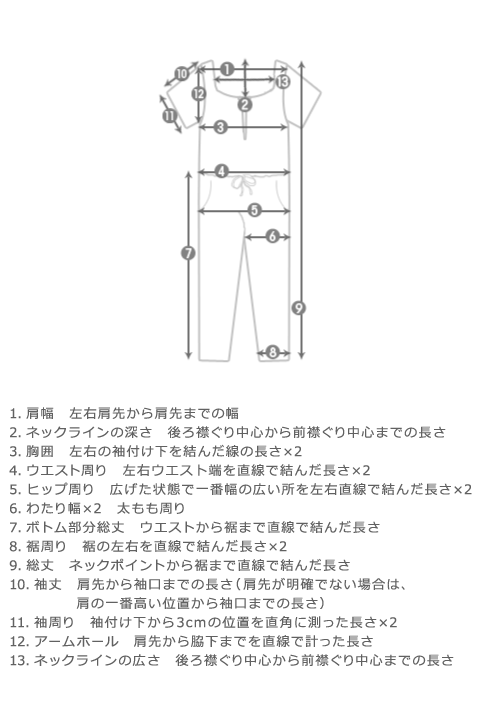 1
2
3
4
5
6
7
8
9
10
11
12
13
1. 肩幅　左右肩先から肩先までの幅
2. ネックラインの深さ　後ろ襟ぐり中心から前襟ぐり中心までの長さ
3. 胸囲　左右の袖付け下を結んだ線の長さ×2
4. ウエスト周り　左右ウエスト端を直線で結んだ長さ×2
5. ヒップ周り　広げた状態で一番幅の広い所を左右直線で結んだ長さ×2
6. わたり幅×2　太もも周り
7. ボトム部分総丈　ウエストから裾まで直線で結んだ長さ
8. 裾周り　裾の左右を直線で結んだ長さ×2
9. 総丈　ネックポイントから裾まで直線で結んだ長さ
10. 袖丈　肩先から袖口までの長さ（肩先が明確でない場合は、
肩の一番高い位置から袖口までの長さ）
11. 袖周り　袖付け下から3cmの位置を直角に測った長さ×2
12. アームホール　肩先から脇下までを直線で計った長さ
13. ネックラインの広さ　後ろ襟ぐり中心から前襟ぐり中心までの長さ